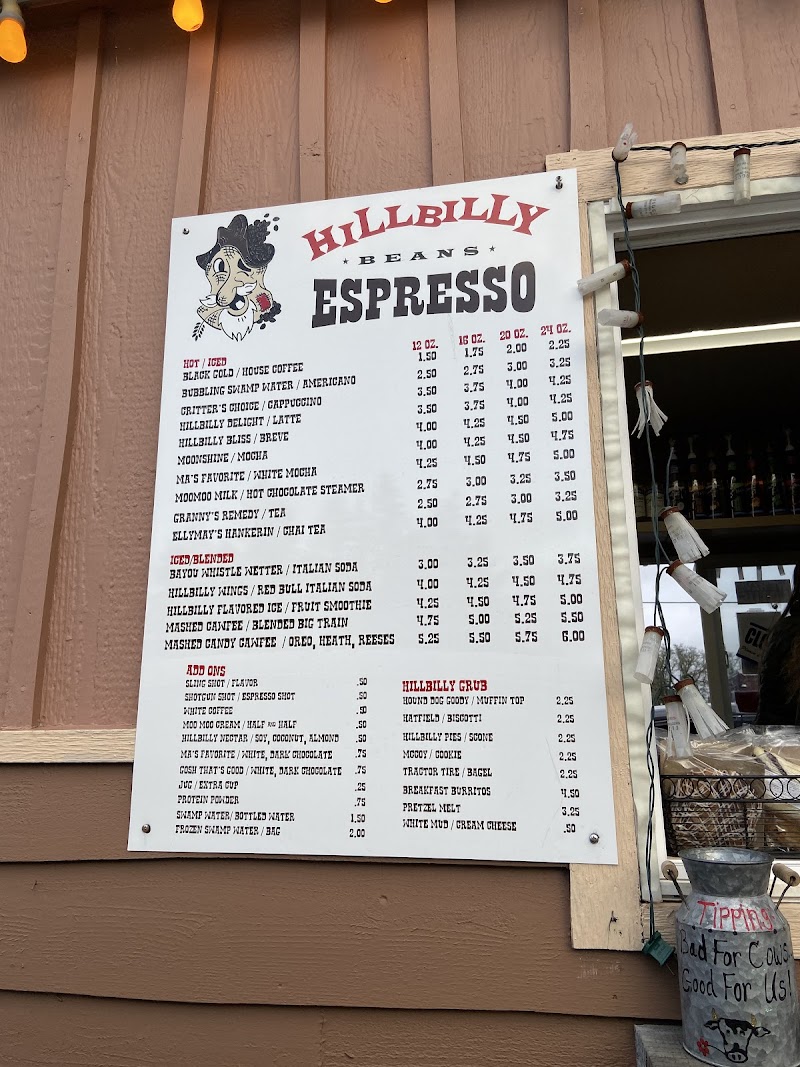 HILLBILLY
BEANS
ESPRESSO
HOT / ICED 12 OZ. 16 OZ. 20 OZ. 24 OZ.
BLACK GOLD / HOUSE COFFEE 1.50 1.75 2.00 2.25
BUBBLING SWAMP WATER / AMERICANO 2.50 2.75 3.00 3.25
CRITTER'S CHOICE / CAPPUCCINO 3.50 3.75 4.00 4.25
HILLBILLY DELIGHT / LATTE 3.50 3.75 4.00 4.25
HILLBILLY BLISS / BREVE 4.00 4.25 4.50 5.00
MOONSHINE / MOCHA 4.00 4.25 4.50 4.75
MA'S FAVORITE / WHITE MOCHA 4.25 4.50 4.75 5.00
MOOMOO MILK / HOT CHOCOLATE STEAMER 2.75 3.00 3.25 3.50
GRANNY'S REMEDY / TEA 2.50 2.75 3.00 3.25
ELLYMAY'S HANKERIN / CHAI TEA 4.00 4.25 4.75 5.00
ICED/BLENDED
BAYOU WHISTLE WETTER / ITALIAN SODA 3.00 3.25 3.50 3.75
HILLBILLY WINGS / RED BULL ITALIAN SODA 4.00 4.25 4.50 4.75
HILLBILLY FLAVORED ICE / FRUIT SMOOTHIE 4.25 4.50 4.75 5.00
MASHED CAWFEE / BLENDED BIG TRAIN 4.75 5.00 5.25 5.50
MASHED CANDY CAWFEE / OREO, HEATH, REESES 5.25 5.50 5.75 6.00
ADD ONS
SLING SHOT / FLAVOR .50
SHOTGUN SHOT / ESPRESSO SHOT .50
WHITE COFFEE .50
MOO MOO CREAM / HALF AND HALF .50
HILLBILLY NECTAR / SOY, COCONUT, ALMOND .50
MA'S FAVORITE / WHITE, DARK CHOCOLATE .75
GOSH THAT'S GOOD / WHITE, DARK CHOCOLATE .75
JUG / EXTRA CUP .25
PROTEIN POWDER .75
SWAMP WATER/ BOTTLED WATER 1.50
FROZEN SWAMP WATER / BAG 2.00
HILLBILLY GRUB
HOUND DOG GOODY / MUFFIN TOP 2.25
HATFIELD / BISCOTTI 2.25
HILLBILLY PIES / SCONE 2.25
MCCOY / COOKIE 2.25
TRACTOR TIRE / BAGEL 2.25
BREAKFAST BURRITOS 4.50
PRETZEL MELT 3.25
WHITE MUD / CREAM CHEESE .50
TIPPING
Bad For Cows
Good For Us!